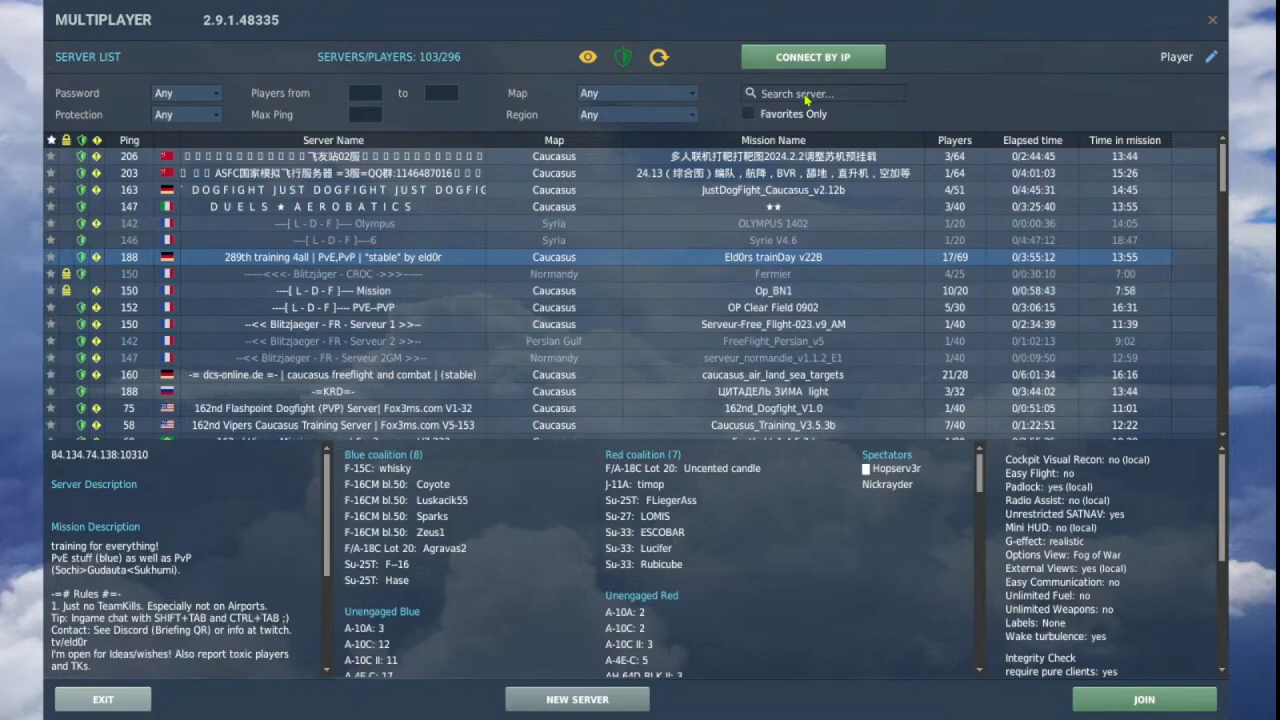 MULTIPLAYER 2.9.1.48335
SERVER LIST SERVERS/PLAYERS: 103/296 CONNECT BY IP Player
Password Any Players from to Map Any Search server...
Protection Any Max Ping Region Any Favorites Only
Ping Server Name Map Mission Name Players Elapsed time Time in mission
206 飞友站02服 Caucasus 多人联机打靶打靶图2024.2.2调整苏机预挂载 3/64 0/2:44:45 13:44
203 ASFC国家模拟飞行服务器 =3服=QQ群:1146487016 Caucasus 24.13（综合图）编队，航降，BVR，舔地，直升机，空加等 1/64 0/4:01:03 15:26
163 DOGFIGHT JUST DOGFIGHT JUST DOGFIG Caucasus JustDogFight_Caucasus_v2.12b 4/51 0/4:45:31 14:45
147 DUELS ★ AEROBATICS Caucasus ★★ 3/40 0/3:25:40 13:55
142 ----[ L - D - F ]---- Olympus Syria OLYMPUS 1402 1/20 0/0:00:36 14:05
146 ----[ L - D - F ]----6 Syria Syrie V4.6 1/20 0/4:47:12 18:47
188 289th training 4all | PvE,PvP | "stable" by eld0r Caucasus Eld0rs trainDay v22B 17/69 0/3:55:12 13:55
150 ------<<<- Blitzjäger - CROC ->>>------ Normandy Fermier 4/25 0/0:30:10 7:00
150 ----[ L - D - F ]---- Mission Caucasus Op_BN1 10/20 0/0:58:43 7:58
152 ----[ L - D - F ]---- PVE--PVP Caucasus OP Clear Field 0902 5/30 0/3:06:15 16:31
150 --<< Blitzjaeger - FR - Serveur 1 >>-- Caucasus Serveur-Free_Flight-023.v9_AM 1/40 0/2:34:39 11:39
142 --<< Blitzjaeger - FR - Serveur 2 >>-- Persian Gulf FreeFlight_Persian_v5 1/40 0/1:02:13 9:02
147 --<< Blitzjaeger - FR - Serveur 2GM >>-- Normandy serveur_normandie_v1.1.2_E1 1/40 0/0:09:50 12:59
160 -= dcs-online.de =- | caucasus freeflight and combat | (stable) Caucasus caucasus_air_land_sea_targets 21/28 0/6:01:34 16:16
188 -=KRD=- Caucasus ЦИТАДЕЛЬ ЗИМА light 3/32 0/3:44:02 13:44
75 162nd Flashpoint Dogfight (PVP) Server| Fox3ms.com V1-32 Caucasus 162nd_Dogfight_V1.0 1/40 0/0:51:05 11:01
58 162nd Vipers Caucasus Training Server | Fox3ms.com V5-153 Caucasus Caucusus_Training_V3.5.3b 7/40 0/1:22:51 12:22
84.134.74.138:10310
Server Description
Mission Description
training for everything!
PvE stuff (blue) as well as PvP
(Sochi>Gudauta<Sukhumi).
-=# Rules #=-
1. Just no TeamKills. Especially not on Airports.
Tip: Ingame chat with SHIFT+TAB and CTRL+TAB ;)
Contact: See Discord (Briefing QR) or info at twitch.
tv/eld0r
I'm open for Ideas/wishes! Also report toxic players
and TKs.
Blue coalition (8)
F-15C: whisky
F-16CM bl.50: Coyote
F-16CM bl.50: Luskacik55
F-16CM bl.50: Sparks
F-16CM bl.50: Zeus1
F/A-18C Lot 20: Agravas2
Su-25T: F--16
Su-25T: Hase
Unengaged Blue
A-10A: 3
A-10C: 12
A-10C II: 11
A-4E-C: 17
Red coalition (7)
F/A-18C Lot 20: Uncented candle
J-11A: timop
Su-25T: FLiegerAss
Su-27: LOMIS
Su-33: ESCOBAR
Su-33: Lucifer
Su-33: Rubicube
Unengaged Red
A-10A: 2
A-10C: 2
A-10C II: 3
A-4E-C: 5
AH-64D BLK II: 3
Spectators
Hopserv3r
Nickrayder
Cockpit Visual Recon: no (local)
Easy Flight: no
Padlock: yes (local)
Radio Assist: no (local)
Unrestricted SATNAV: yes
Mini HUD: no (local)
G-effect: realistic
Options View: Fog of War
External Views: yes (local)
Easy Communication: no
Unlimited Fuel: no
Unlimited Weapons: no
Labels: None
Wake turbulence: yes
Integrity Check
require pure clients: yes
EXIT NEW SERVER JOIN